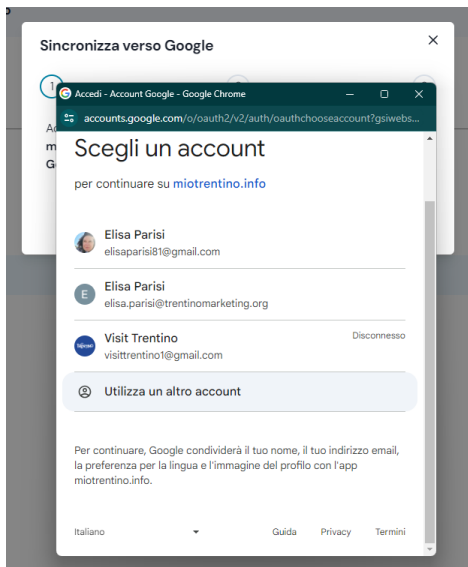 Sincronizza verso Google
1
Accedi - Account Google - Google Chrome
accounts.google.com/o/oauth2/v2/auth/oauthchooseaccount?gsiwebs...
Scegli un account
per continuare su miotrentino.info
Elisa Parisi
elisaparisi81@gmail.com
E
Elisa Parisi
elisa.parisi@trentinomarketing.org
Visit Trentino
Disconnesso
visittrentino1@gmail.com
Utilizza un altro account
Per continuare, Google condividerà il tuo nome, il tuo indirizzo email,
la preferenza per la lingua e l'immagine del profilo con l'app
miotrentino.info.
Italiano
Guida
Privacy
Termini